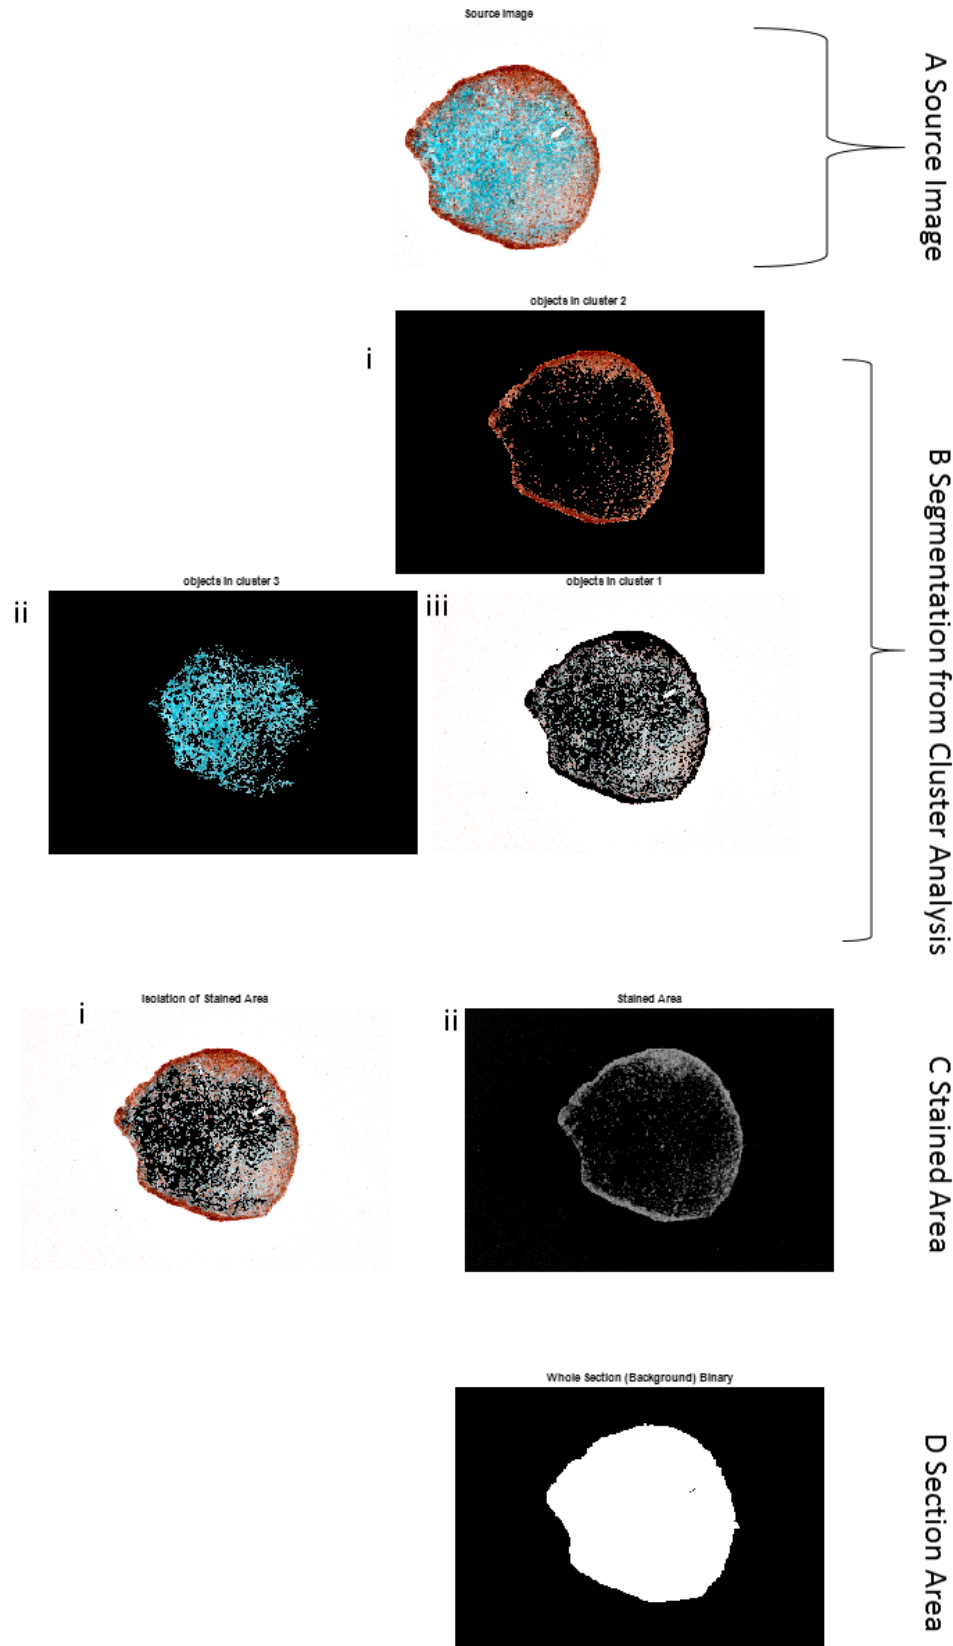 Source Image
A Source Image
objects in cluster 2
i
B Segmentation from Cluster Analysis
objects in cluster 3
ii
objects in cluster 1
iii
Isolation of Stained Area
i
Stained Area
ii
C Stained Area
Whole Section (Background) Binary
D Section Area